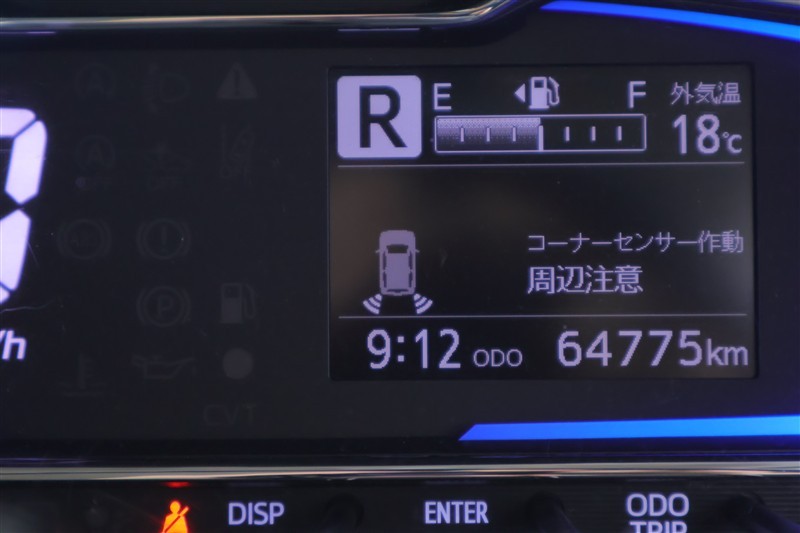 R E F 外気温
18℃
コーナーセンサー作動
周辺注意
9:12 ODO 64775km
/h
P
CVT
DISP ENTER ODO
TRIP